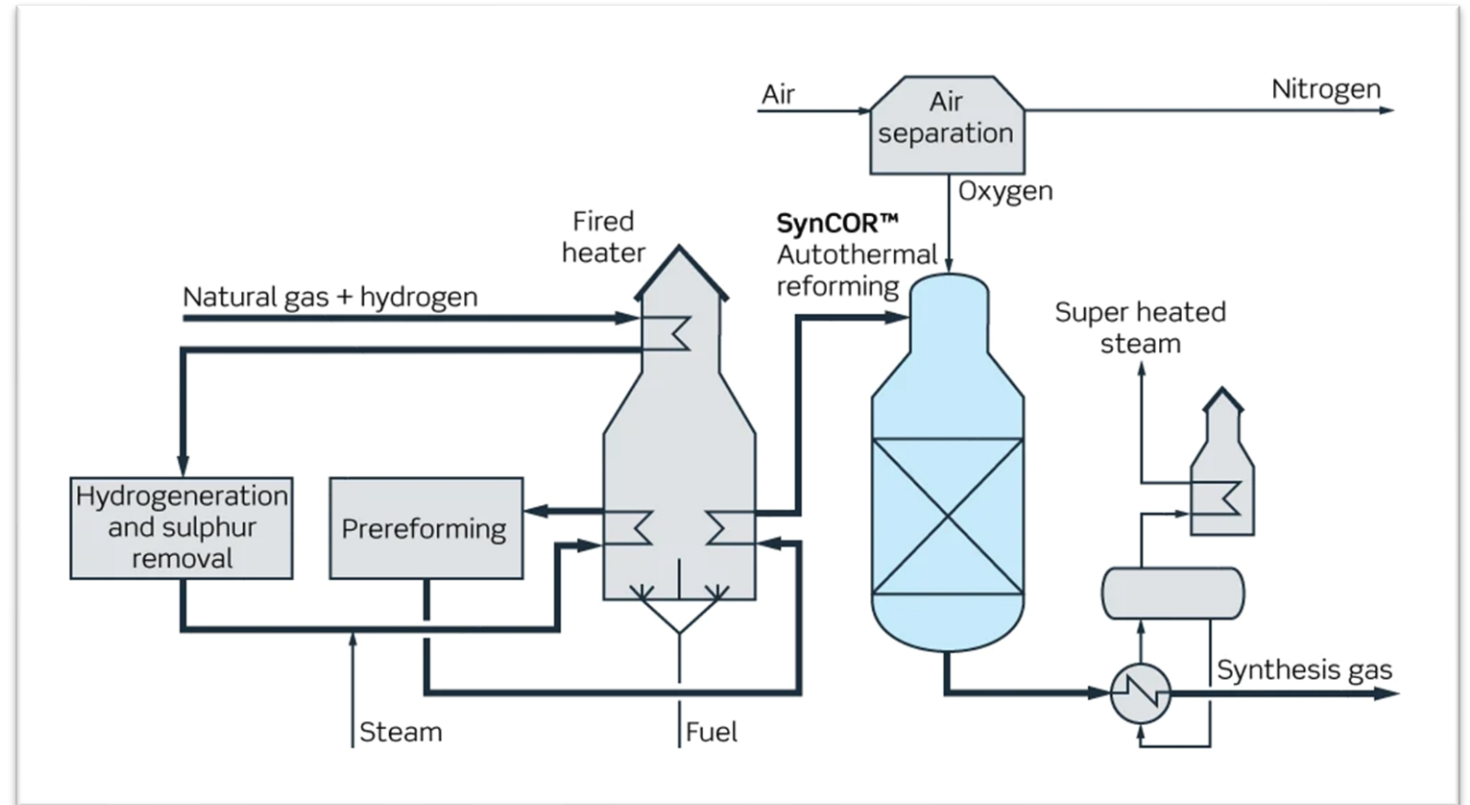 Air
Air
separation
Nitrogen
Oxygen
Fired
heater
SynCOR™
Autothermal
reforming
Natural gas + hydrogen
Super heated
steam
Hydrogeneration
and sulphur
removal
Prereforming
Synthesis gas
Steam
Fuel